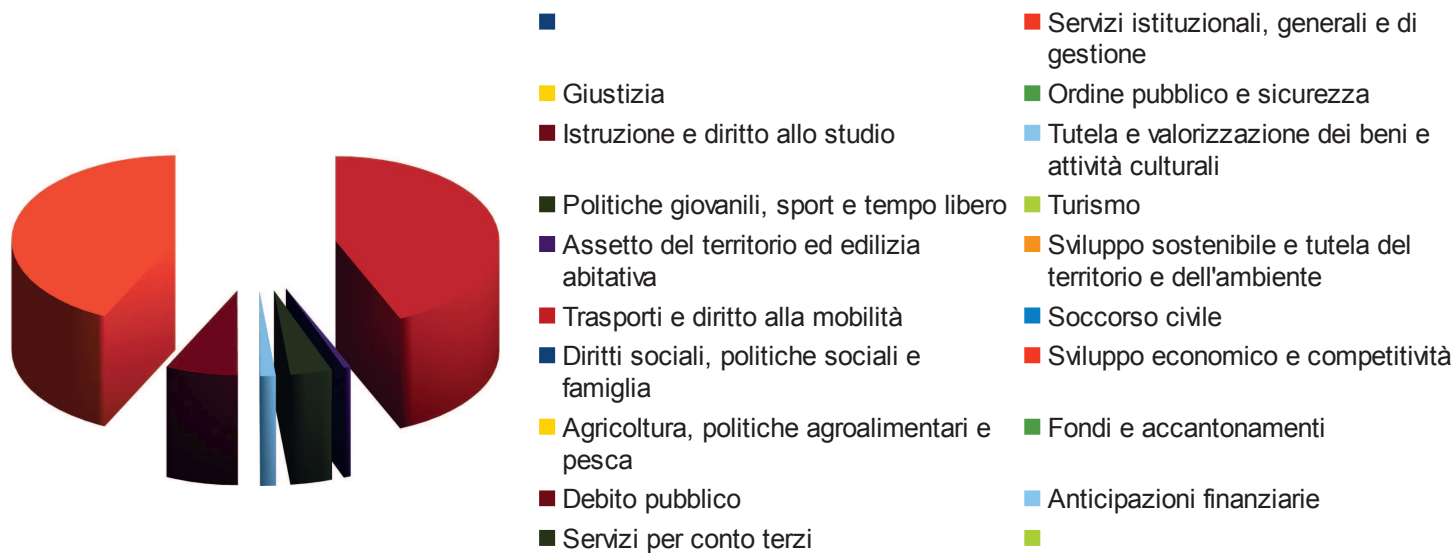 Servizi istituzionali, generali e di
gestione
Giustizia
Ordine pubblico e sicurezza
Istruzione e diritto allo studio
Tutela e valorizzazione dei beni e
attività culturali
Politiche giovanili, sport e tempo libero
Turismo
Assetto del territorio ed edilizia
abitativa
Sviluppo sostenibile e tutela del
territorio e dell'ambiente
Trasporti e diritto alla mobilità
Soccorso civile
Diritti sociali, politiche sociali e
famiglia
Sviluppo economico e competitività
Agricoltura, politiche agroalimentari e
pesca
Fondi e accantonamenti
Debito pubblico
Anticipazioni finanziarie
Servizi per conto terzi